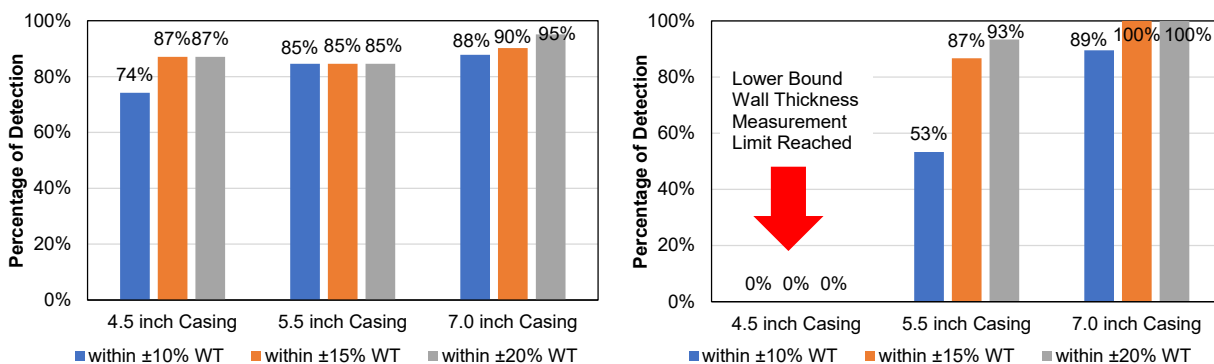 Percentage of Detection
100%
80%
60%
40%
20%
0%
74%
87%
87%
85%
85%
85%
88%
90%
95%
4.5 inch Casing
5.5 inch Casing
7.0 inch Casing
within ±10% WT
within ±15% WT
within ±20% WT
Percentage of Detection
100%
80%
60%
40%
20%
0%
Lower Bound
Wall Thickness
Measurement
Limit Reached
0%
0%
0%
53%
87%
93%
89%
100%
100%
4.5 inch Casing
5.5 inch Casing
7.0 inch Casing
within ±10% WT
within ±15% WT
within ±20% WT